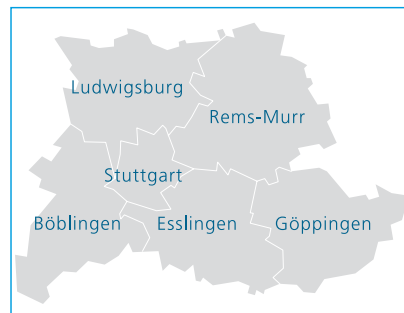 Ludwigsburg
Rems-Murr
Stuttgart
Böblingen
Esslingen
Göppingen